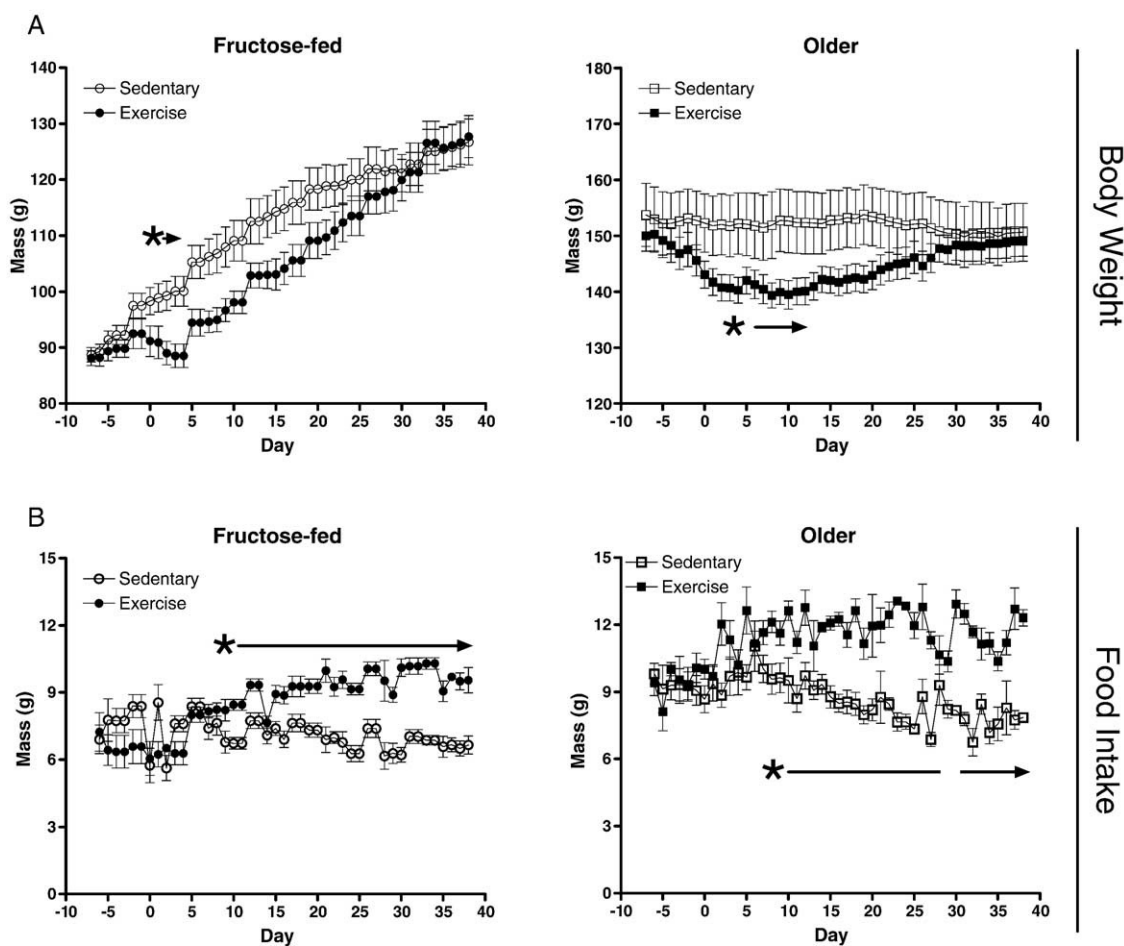 A
Fructose-fed
Older
140
130
120
110
100
90
80
Mass (g)
Sedentary
Exercise
*
-10 -5 0 5 10 15 20 25 30 35 40
Day
180
170
160
150
140
130
120
Mass (g)
Sedentary
Exercise
*
-10 -5 0 5 10 15 20 25 30 35 40
Day
Body Weight
B
Fructose-fed
Older
15
12
9
6
3
0
Mass (g)
Sedentary
Exercise
*
-10 -5 0 5 10 15 20 25 30 35 40
Day
15
12
9
6
3
0
Mass (g)
Sedentary
Exercise
*
-10 -5 0 5 10 15 20 25 30 35 40
Day
Food Intake